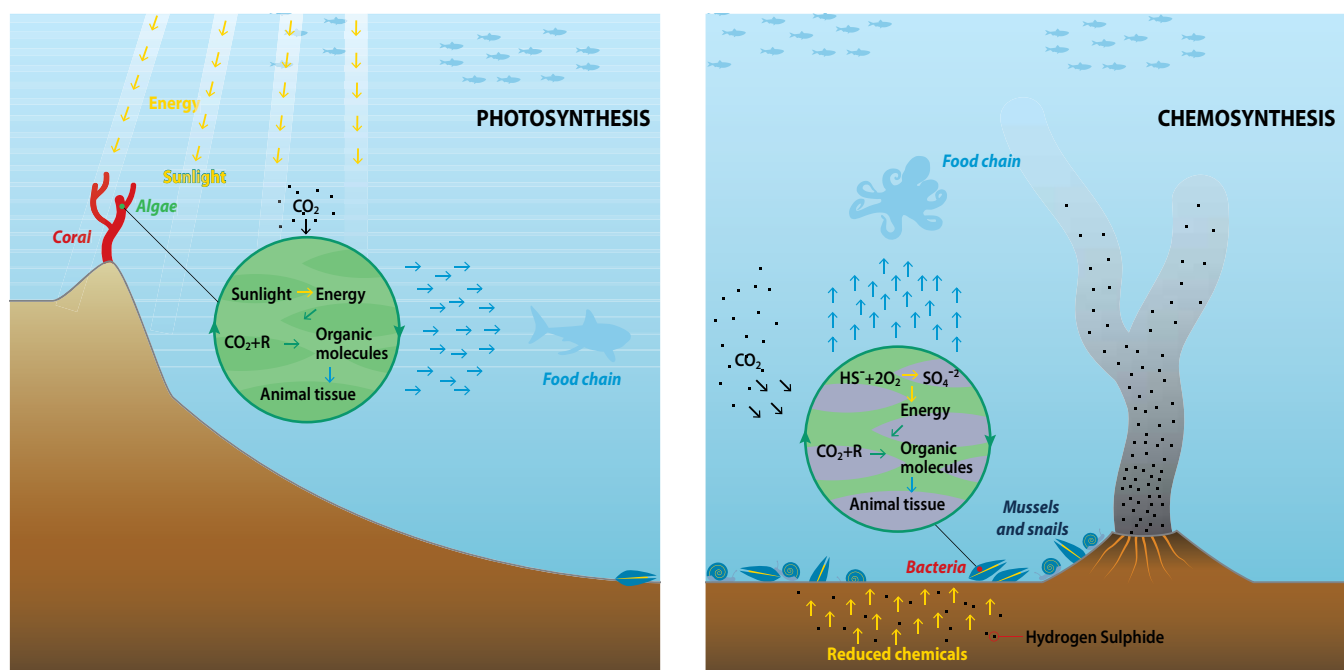 PHOTOSYNTHESIS
Energy
Sunlight
Algae
Coral
CO₂
Sunlight → Energy
CO₂+R → Organic
molecules
Animal tissue
Food chain
CHEMOSYNTHESIS
Food chain
CO₂
HS⁻+2O₂ → SO₄⁻²
Energy
CO₂+R → Organic
molecules
Animal tissue
Mussels
and snails
Bacteria
Hydrogen Sulphide
Reduced chemicals